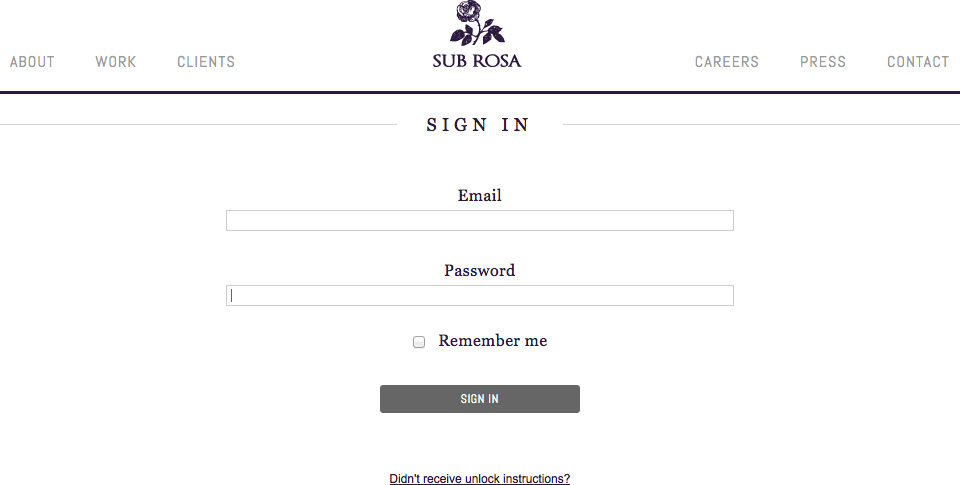 ABOUT WORK CLIENTS SUB ROSA CAREERS PRESS CONTACT
SIGN IN
Email
Password
Remember me
SIGN IN
Didn't receive unlock instructions?